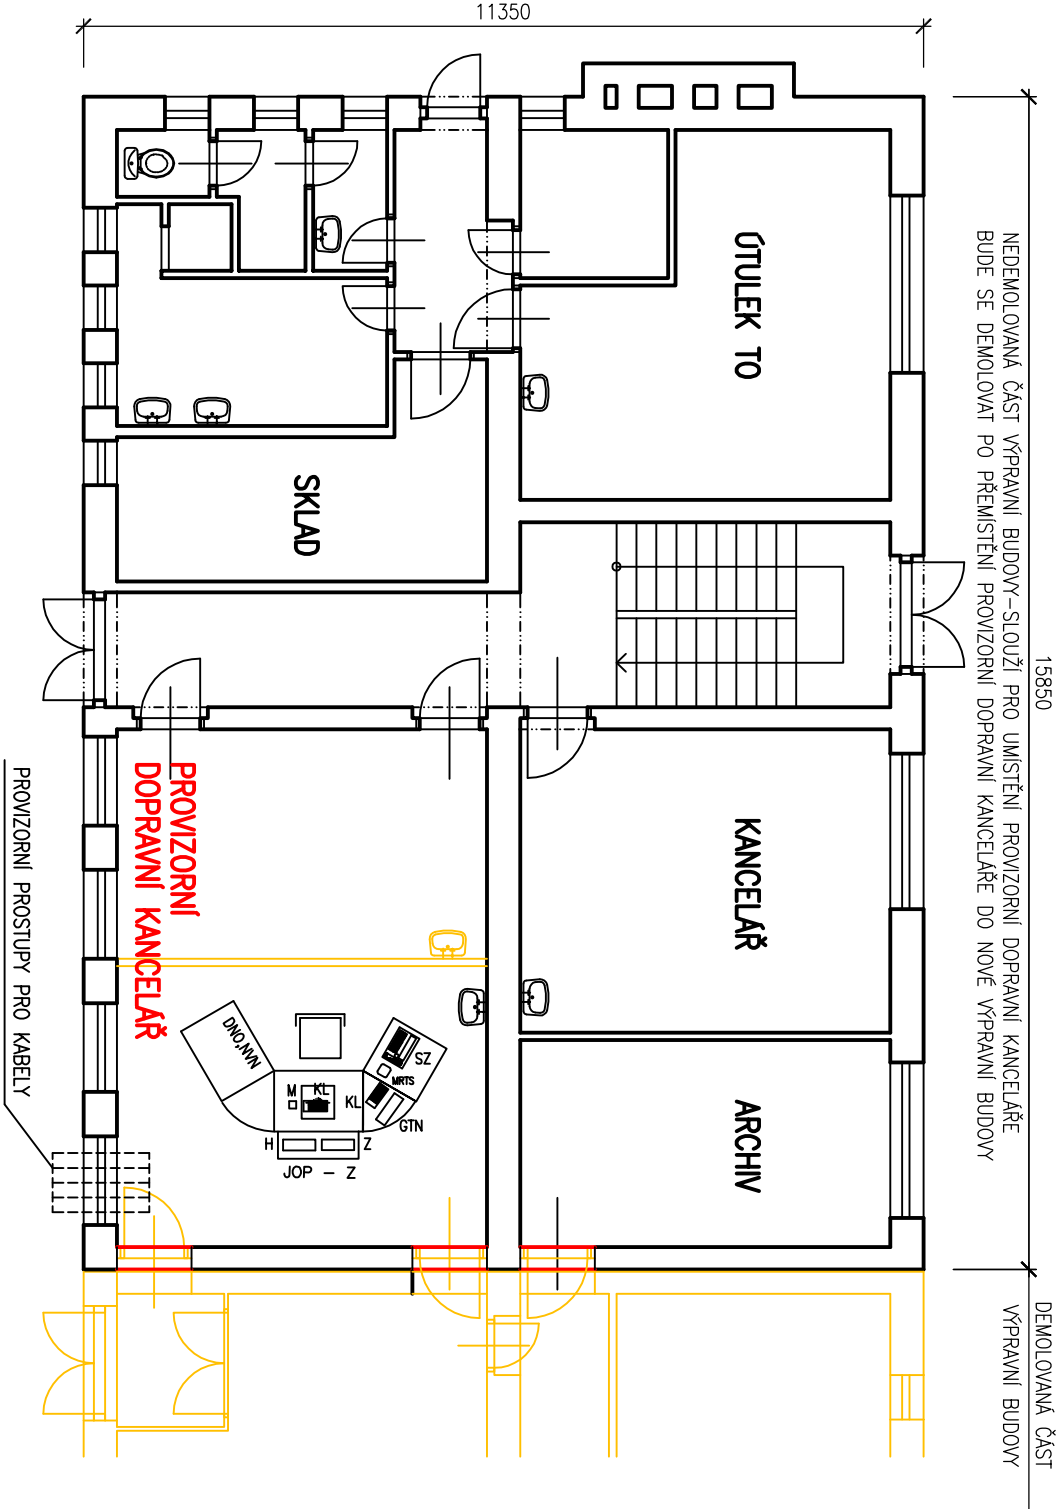 11350
15850
NEDEMOLOVANÁ ČÁST VÝPRAVNÍ BUDOVY-SLOUŽÍ PRO UMÍSTĚNÍ PROVIZORNÍ DOPRAVNÍ KANCELÁŘE
BUDE SE DEMOLOVAT PO PŘEMÍSTĚNÍ PROVIZORNÍ DOPRAVNÍ KANCELÁŘE DO NOVÉ VÝPRAVNÍ BUDOVY
DEMOLOVANÁ ČÁST
VÝPRAVNÍ BUDOVY
ÚTULEK TO
SKLAD
KANCELÁŘ
ARCHIV
PROVIZORNÍ
DOPRAVNÍ KANCELÁŘ
DNO,NVN
SZ
MRTS
KL
M
KL
GTN
H
Z
JOP - Z
PROVIZORNÍ PROSTUPY PRO KABELY